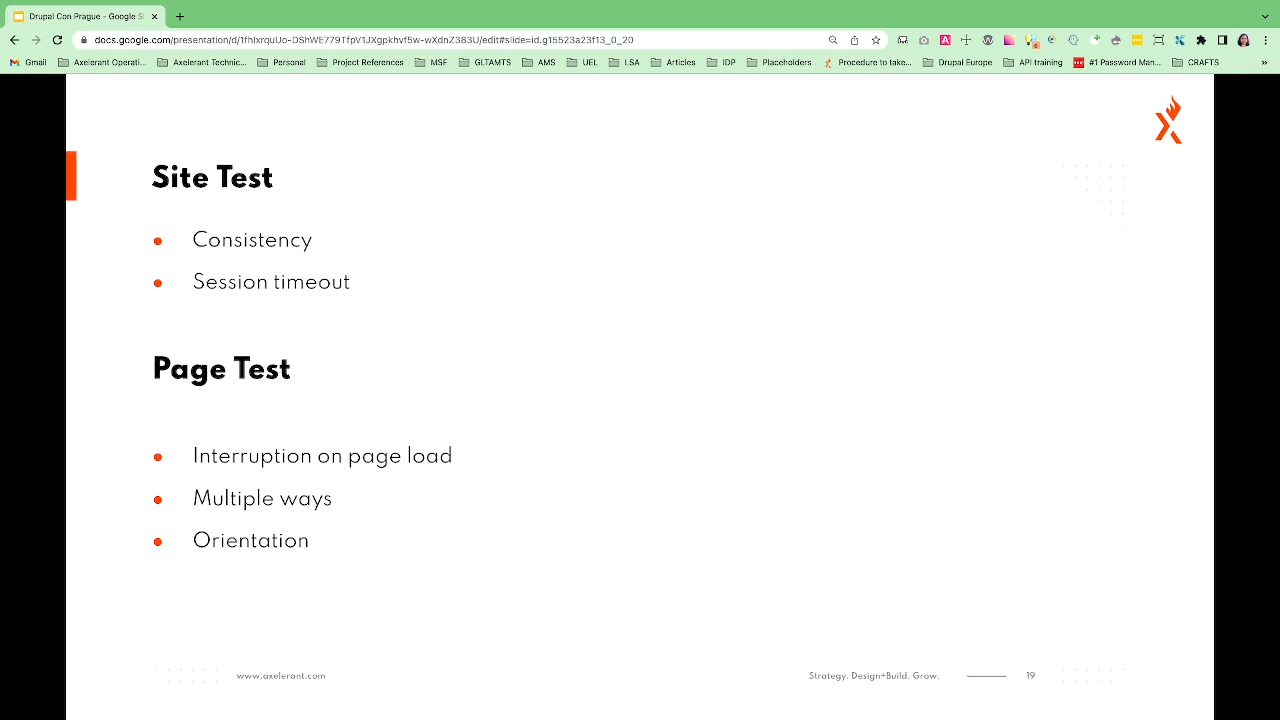 Drupal Con Prague - Google Sl
docs.google.com/presentation/d/1fhIxrquUo-DShWE779TfpV1JXgpkhvf5w-wXdnZ383U/edit#slide=id.g15523a23f13_0_20
Gmail
Axelerant Operati...
Axelerant Technic...
Personal
Project References
MSF
GLTAMTS
AMS
UEL
LSA
Articles
IDP
Placeholders
Procedure to take...
Drupal Europe
API training
#1 Password Man...
CRAFTS
Site Test
Consistency
Session timeout
Page Test
Interruption on page load
Multiple ways
Orientation
www.axelerant.com
Strategy. Design+Build. Grow.
19